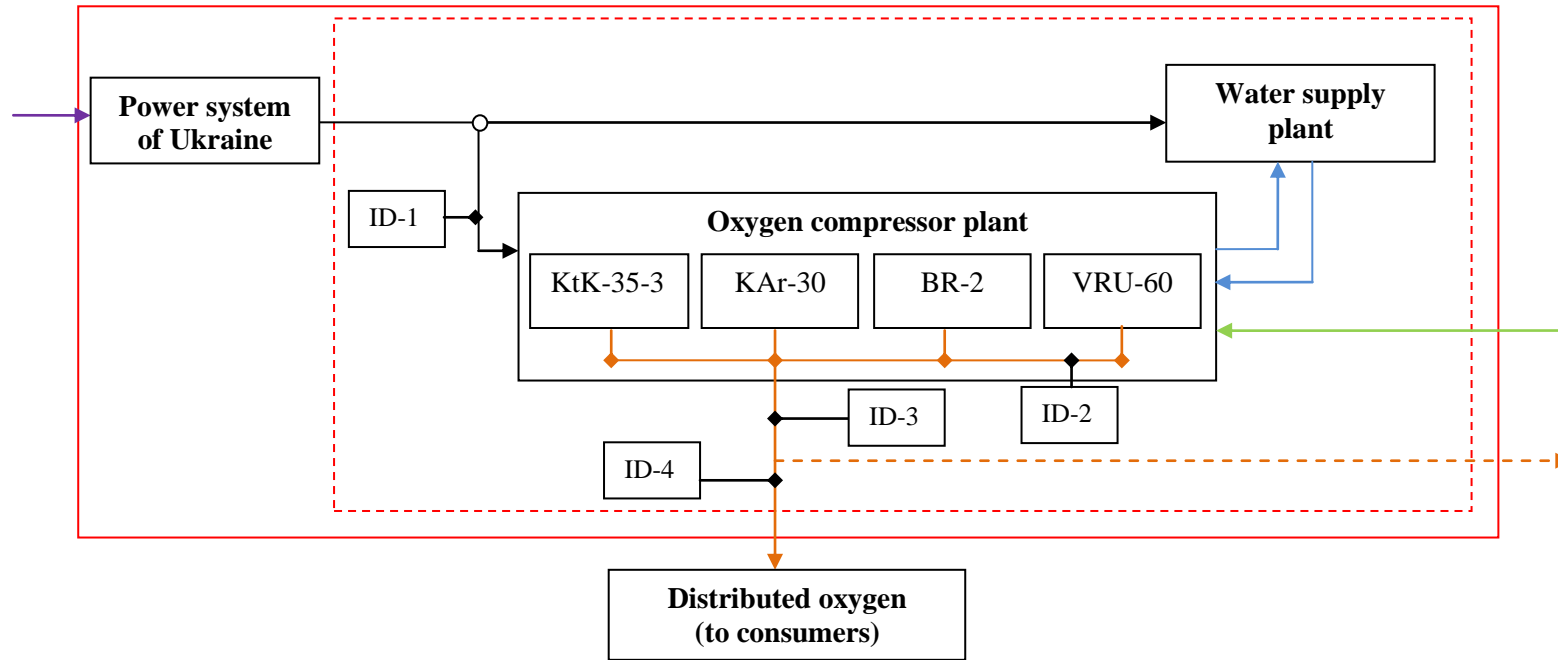 Power system
of Ukraine
Water supply
plant
ID-1
Oxygen compressor plant
KtK-35-3
KAr-30
BR-2
VRU-60
ID-3
ID-2
ID-4
Distributed oxygen
(to consumers)